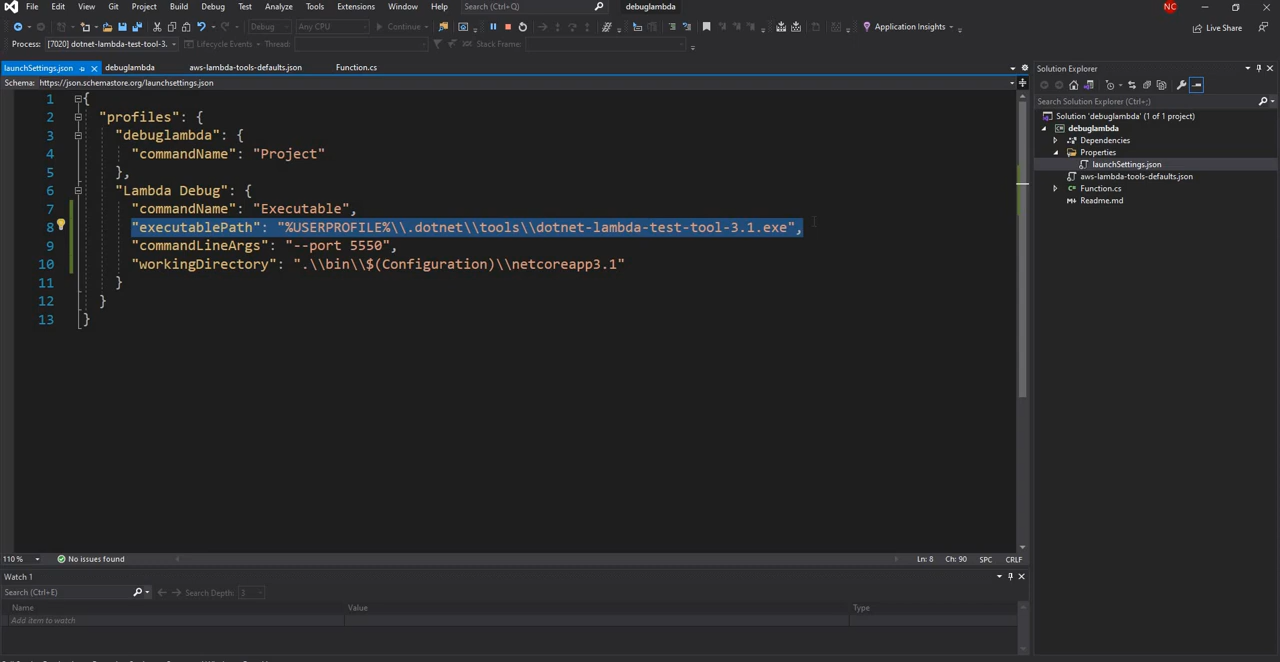 File Edit View Git Project Build Debug Test Analyze Tools Extensions Window Help Search (Ctrl+Q) debuglambda NC
Debug Any CPU Continue Application Insights Live Share
Process: [7020] dotnet-lambda-test-tool-3. Lifecycle Events Thread: Stack Frame:
launchSettings.json debuglambda aws-lambda-tools-defaults.json Function.cs
Schema: https://json.schemastore.org/launchsettings.json
1 {
2 "profiles": {
3 "debuglambda": {
4 "commandName": "Project"
5 },
6 "Lambda Debug": {
7 "commandName": "Executable",
8 "executablePath": "%USERPROFILE%\\.dotnet\\tools\\dotnet-lambda-test-tool-3.1.exe",
9 "commandLineArgs": "--port 5550",
10 "workingDirectory": ".\\bin\\$(Configuration)\\netcoreapp3.1"
11 }
12 }
13 }
110 % No issues found Ln: 8 Ch: 90 SPC CRLF
Watch 1
Search (Ctrl+E) Search Depth: 3
Name Value Type
Add item to watch
Solution Explorer
Search Solution Explorer (Ctrl+;)
Solution 'debuglambda' (1 of 1 project)
debuglambda
Dependencies
Properties
launchSettings.json
aws-lambda-tools-defaults.json
Function.cs
Readme.md